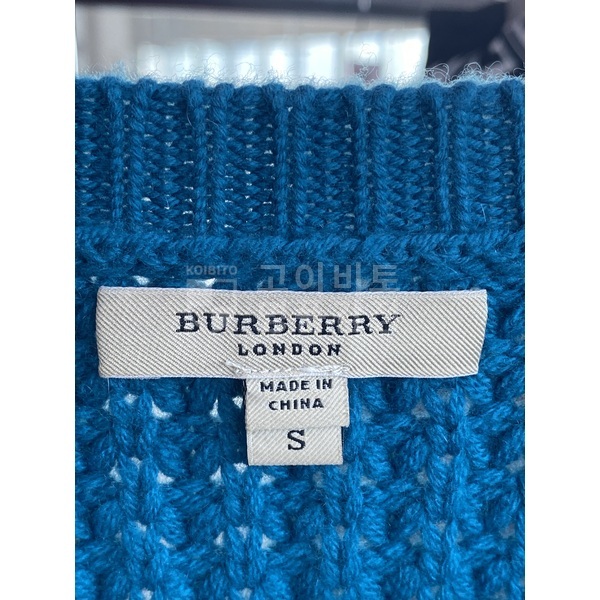 KOIBITO 고이비토
BURBERRY
LONDON
MADE IN
CHINA
S